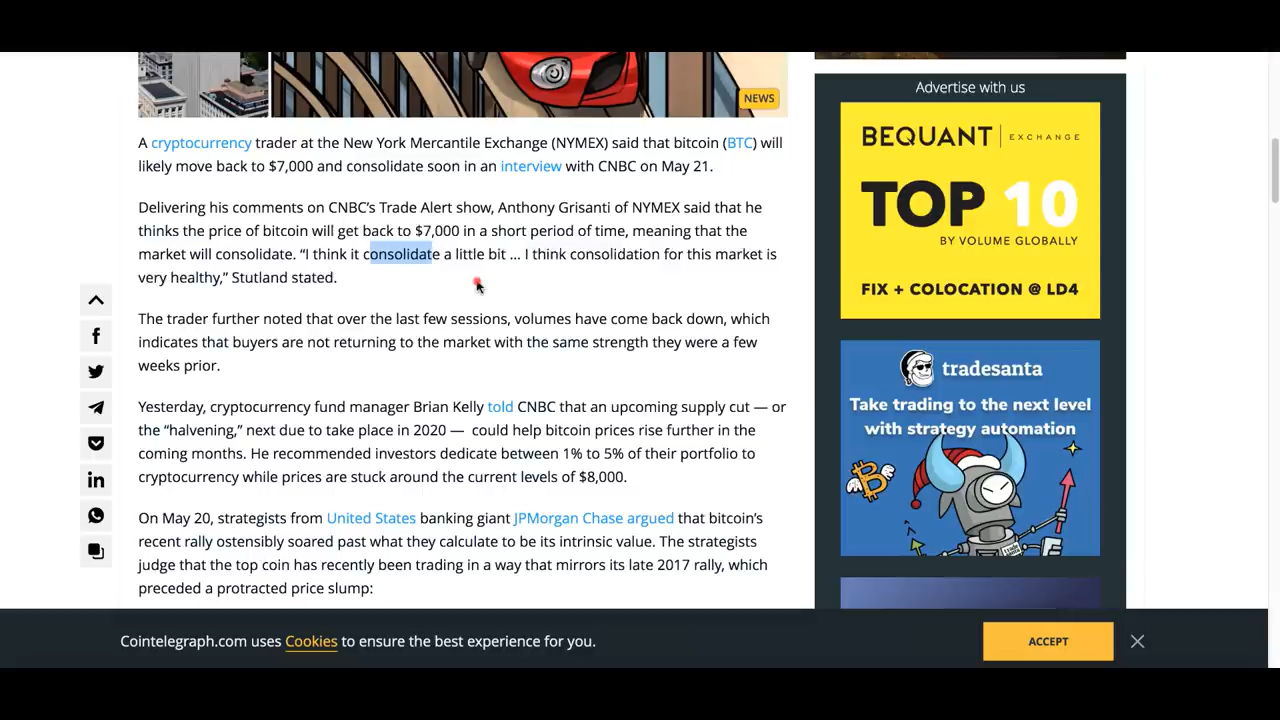 NEWS
A cryptocurrency trader at the New York Mercantile Exchange (NYMEX) said that bitcoin (BTC) will
likely move back to $7,000 and consolidate soon in an interview with CNBC on May 21.
Delivering his comments on CNBC’s Trade Alert show, Anthony Grisanti of NYMEX said that he
thinks the price of bitcoin will get back to $7,000 in a short period of time, meaning that the
market will consolidate. “I think it consolidate a little bit ... I think consolidation for this market is
very healthy,” Stutland stated.
The trader further noted that over the last few sessions, volumes have come back down, which
indicates that buyers are not returning to the market with the same strength they were a few
weeks prior.
Yesterday, cryptocurrency fund manager Brian Kelly told CNBC that an upcoming supply cut — or
the “halvening,” next due to take place in 2020 — could help bitcoin prices rise further in the
coming months. He recommended investors dedicate between 1% to 5% of their portfolio to
cryptocurrency while prices are stuck around the current levels of $8,000.
On May 20, strategists from United States banking giant JPMorgan Chase argued that bitcoin’s
recent rally ostensibly soared past what they calculate to be its intrinsic value. The strategists
judge that the top coin has recently been trading in a way that mirrors its late 2017 rally, which
preceded a protracted price slump:
Advertise with us
BEQUANT EXCHANGE
TOP 10
BY VOLUME GLOBALLY
FIX + COLOCATION @ LD4
tradesanta
Take trading to the next level
with strategy automation
Cointelegraph.com uses Cookies to ensure the best experience for you.
ACCEPT